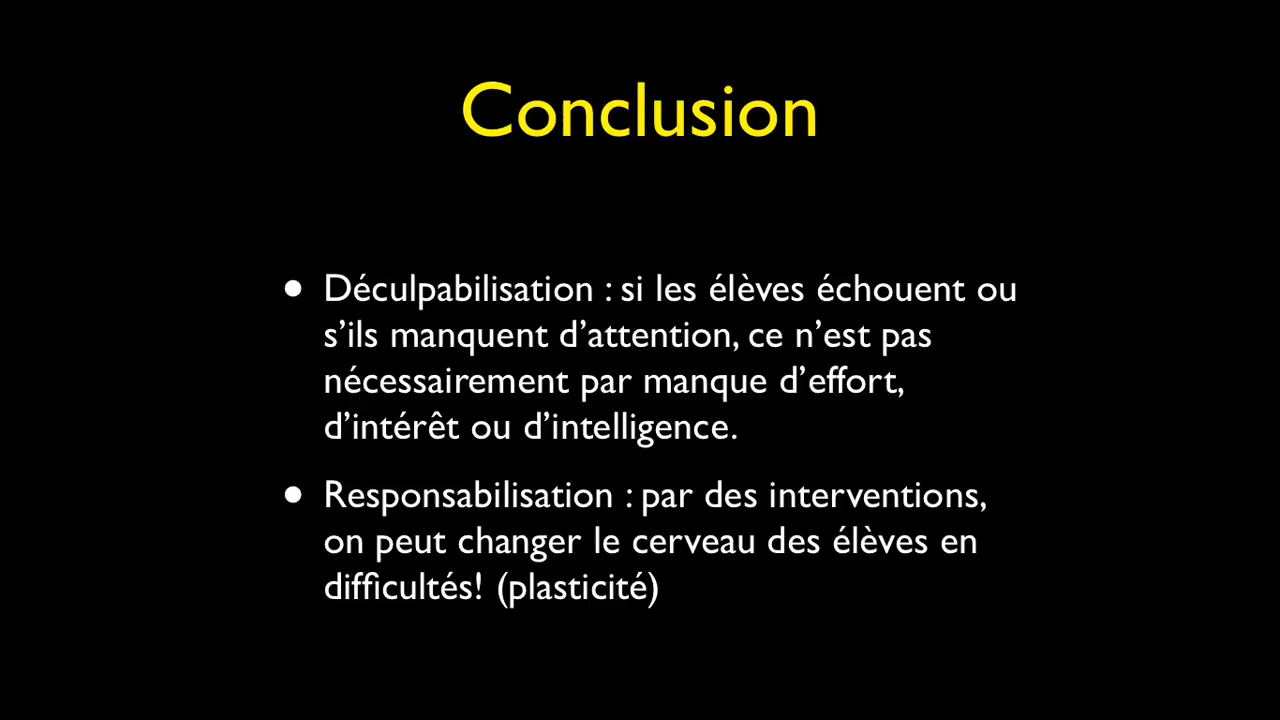 Conclusion
• Déculpabilisation : si les élèves échouent ou
s’ils manquent d’attention, ce n’est pas
nécessairement par manque d’effort,
d’intérêt ou d’intelligence.
• Responsabilisation : par des interventions,
on peut changer le cerveau des élèves en
difficultés! (plasticité)